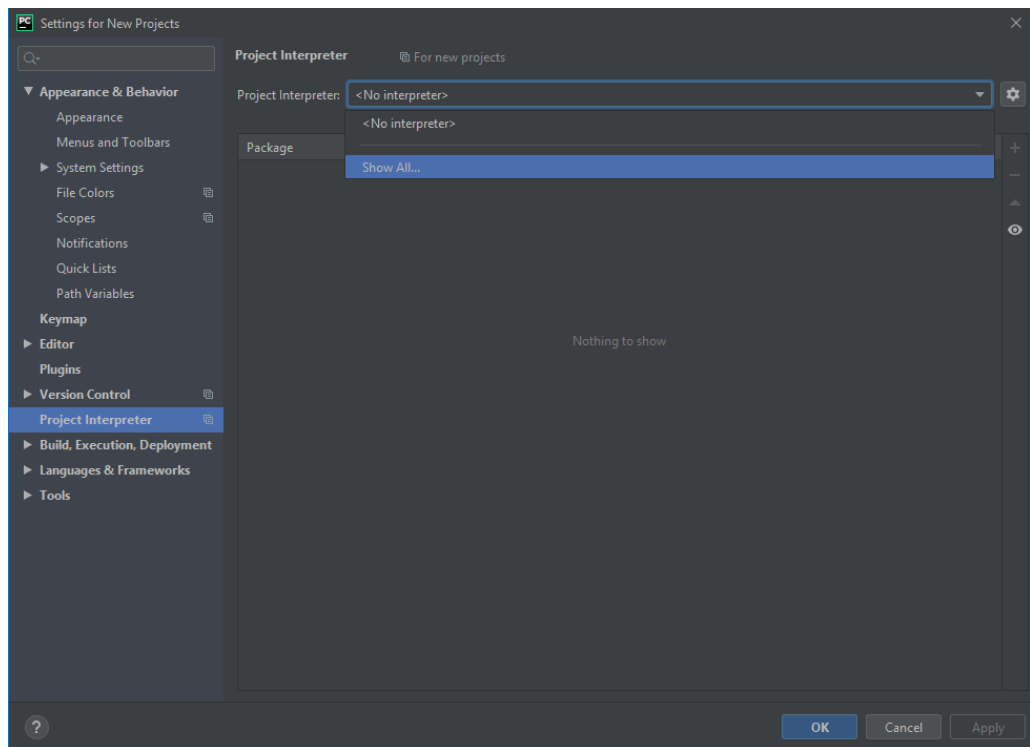 PC Settings for New Projects
Project Interpreter For new projects
Appearance & Behavior
Project Interpreter: <No interpreter>
Appearance
<No interpreter>
Menus and Toolbars
Package
System Settings
Show All...
File Colors
Scopes
Notifications
Quick Lists
Path Variables
Keymap
Editor
Nothing to show
Plugins
Version Control
Project Interpreter
Build, Execution, Deployment
Languages & Frameworks
Tools
? OK Cancel Apply